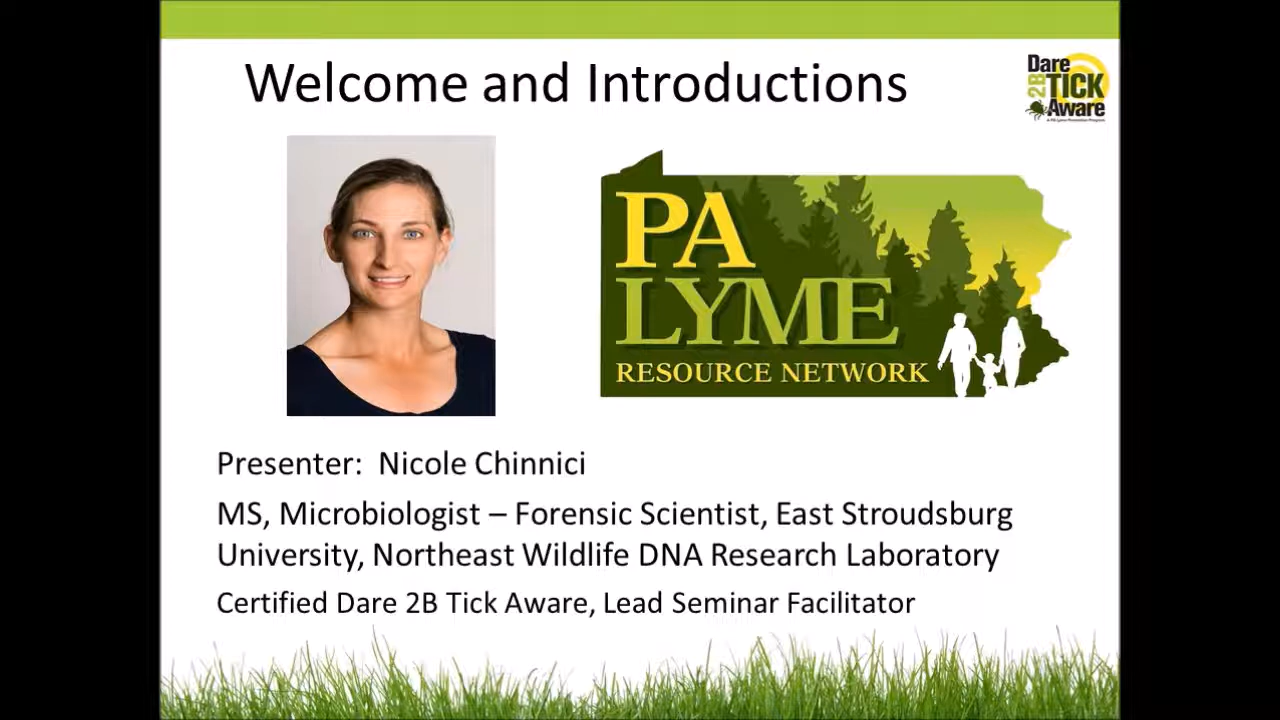 Welcome and Introductions
Dare
2B
TICK
Aware
PA
LYME
RESOURCE NETWORK
Presenter:  Nicole Chinnici
MS, Microbiologist – Forensic Scientist, East Stroudsburg
University, Northeast Wildlife DNA Research Laboratory
Certified Dare 2B Tick Aware, Lead Seminar Facilitator